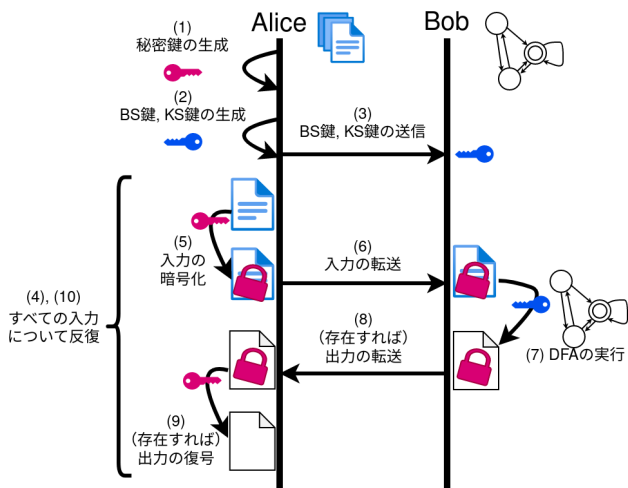 Alice
Bob
(1)
秘密鍵の生成
(2)
BS鍵, KS鍵の生成
(3)
BS鍵, KS鍵の送信
(4), (10)
すべての入力
について反復
(5)
入力の
暗号化
(6)
入力の転送
(7) DFAの実行
(8)
（存在すれば）
出力の転送
(9)
（存在すれば）
出力の復号